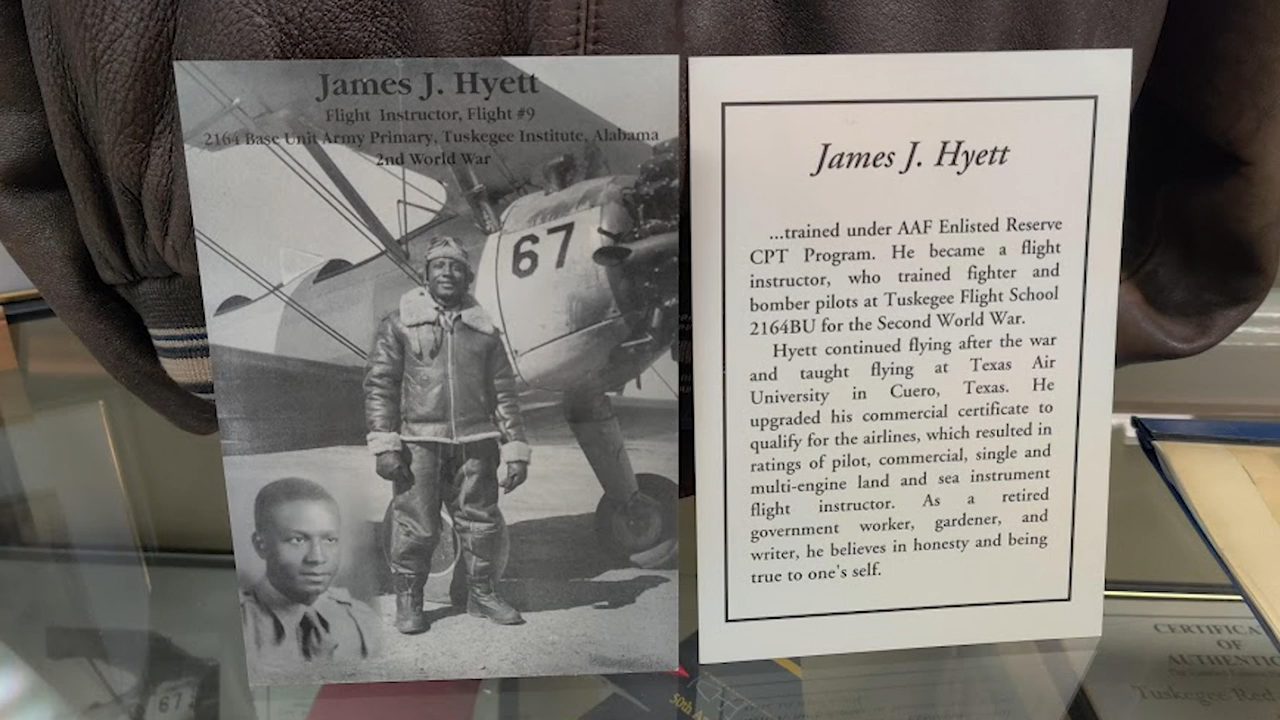 James J. Hyett
Flight Instructor, Flight #9
2164 Base Unit Army Primary, Tuskegee Institute, Alabama
2nd World War
67
James J. Hyett
...trained under AAF Enlisted Reserve
CPT Program. He became a flight
instructor, who trained fighter and
bomber pilots at Tuskegee Flight School
2164BU for the Second World War.
Hyett continued flying after the war
and taught flying at Texas Air
University in Cuero, Texas. He
upgraded his commercial certificate to
qualify for the airlines, which resulted in
ratings of pilot, commercial, single and
multi-engine land and sea instrument
flight instructor. As a retired
government worker, gardener, and
writer, he believes in honesty and being
true to one's self.
67
50th
CERTIFICA
OF
AUTHENTIC
Tuskegee Red